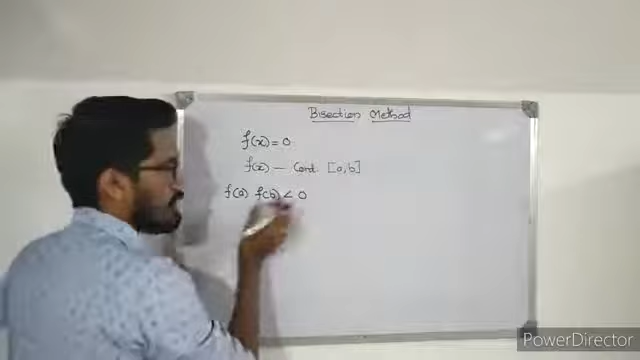 Bisection Method
f(x) = 0
f(x) — Cont. [a,b]
f(a) f(b) < 0
PowerDirector